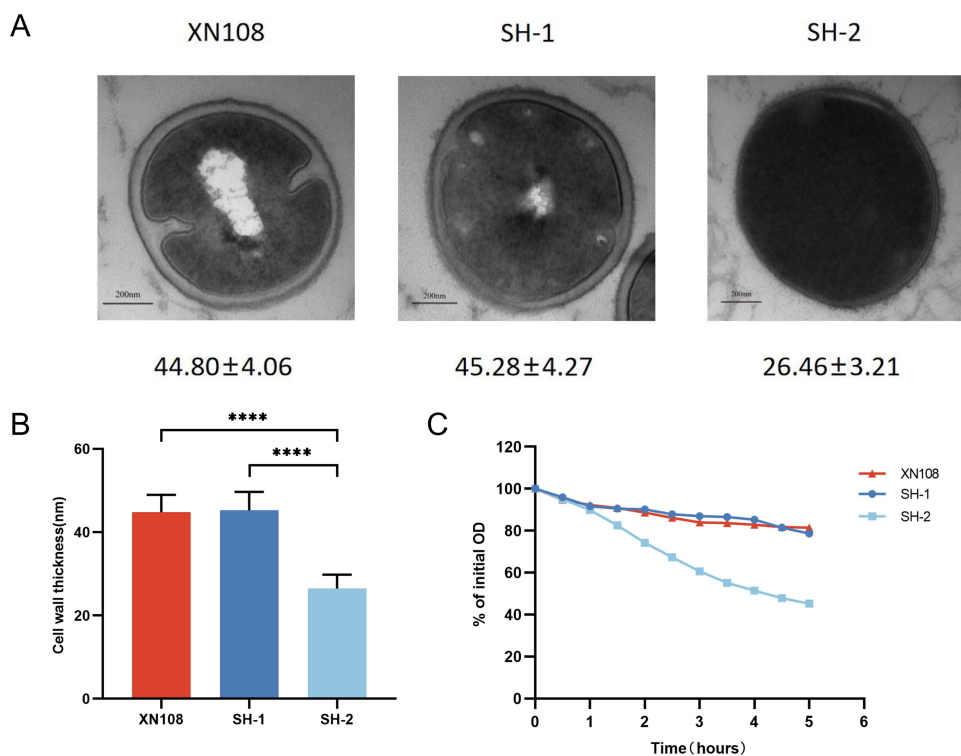 A
XN108
SH-1
SH-2
200nm
200nm
200nm
44.80±4.06
45.28±4.27
26.46±3.21
B
****
****
60
40
20
0
Cell wall thickness(nm)
XN108
SH-1
SH-2
C
120
100
80
60
40
20
0
% of initial OD
0
1
2
3
4
5
6
Time(hours)
XN108
SH-1
SH-2